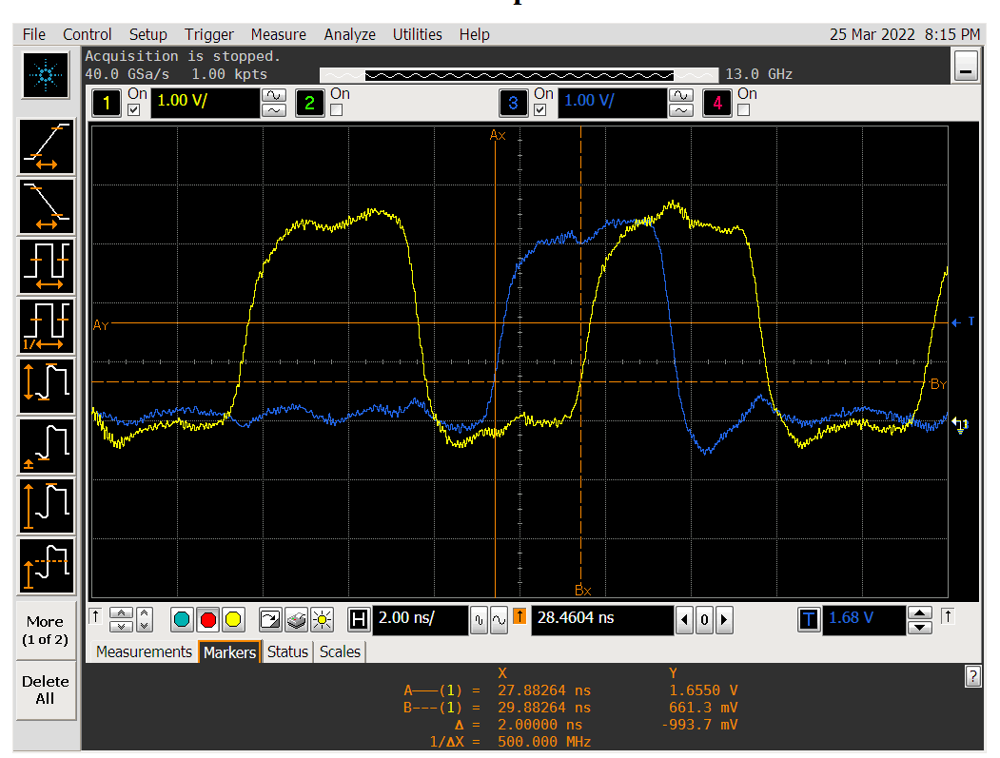 File Control Setup Trigger Measure Analyze Utilities Help 25 Mar 2022 8:15 PM
Acquisition is stopped.
40.0 GSa/s 1.00 kpts 13.0 GHz
1 On 1.00 V/ 2 On 3 On 1.00 V/ 4 On
Ax
Ay
T
By
1/
Bx
More
(1 of 2)
Delete
All
H 2.00 ns/ 28.4604 ns 0 T 1.68 V
Measurements Markers Status Scales
X Y
A———(1) = 27.88264 ns 1.6550 V
B---(1) = 29.88264 ns 661.3 mV
Δ = 2.00000 ns -993.7 mV
1/ΔX = 500.000 MHz
?